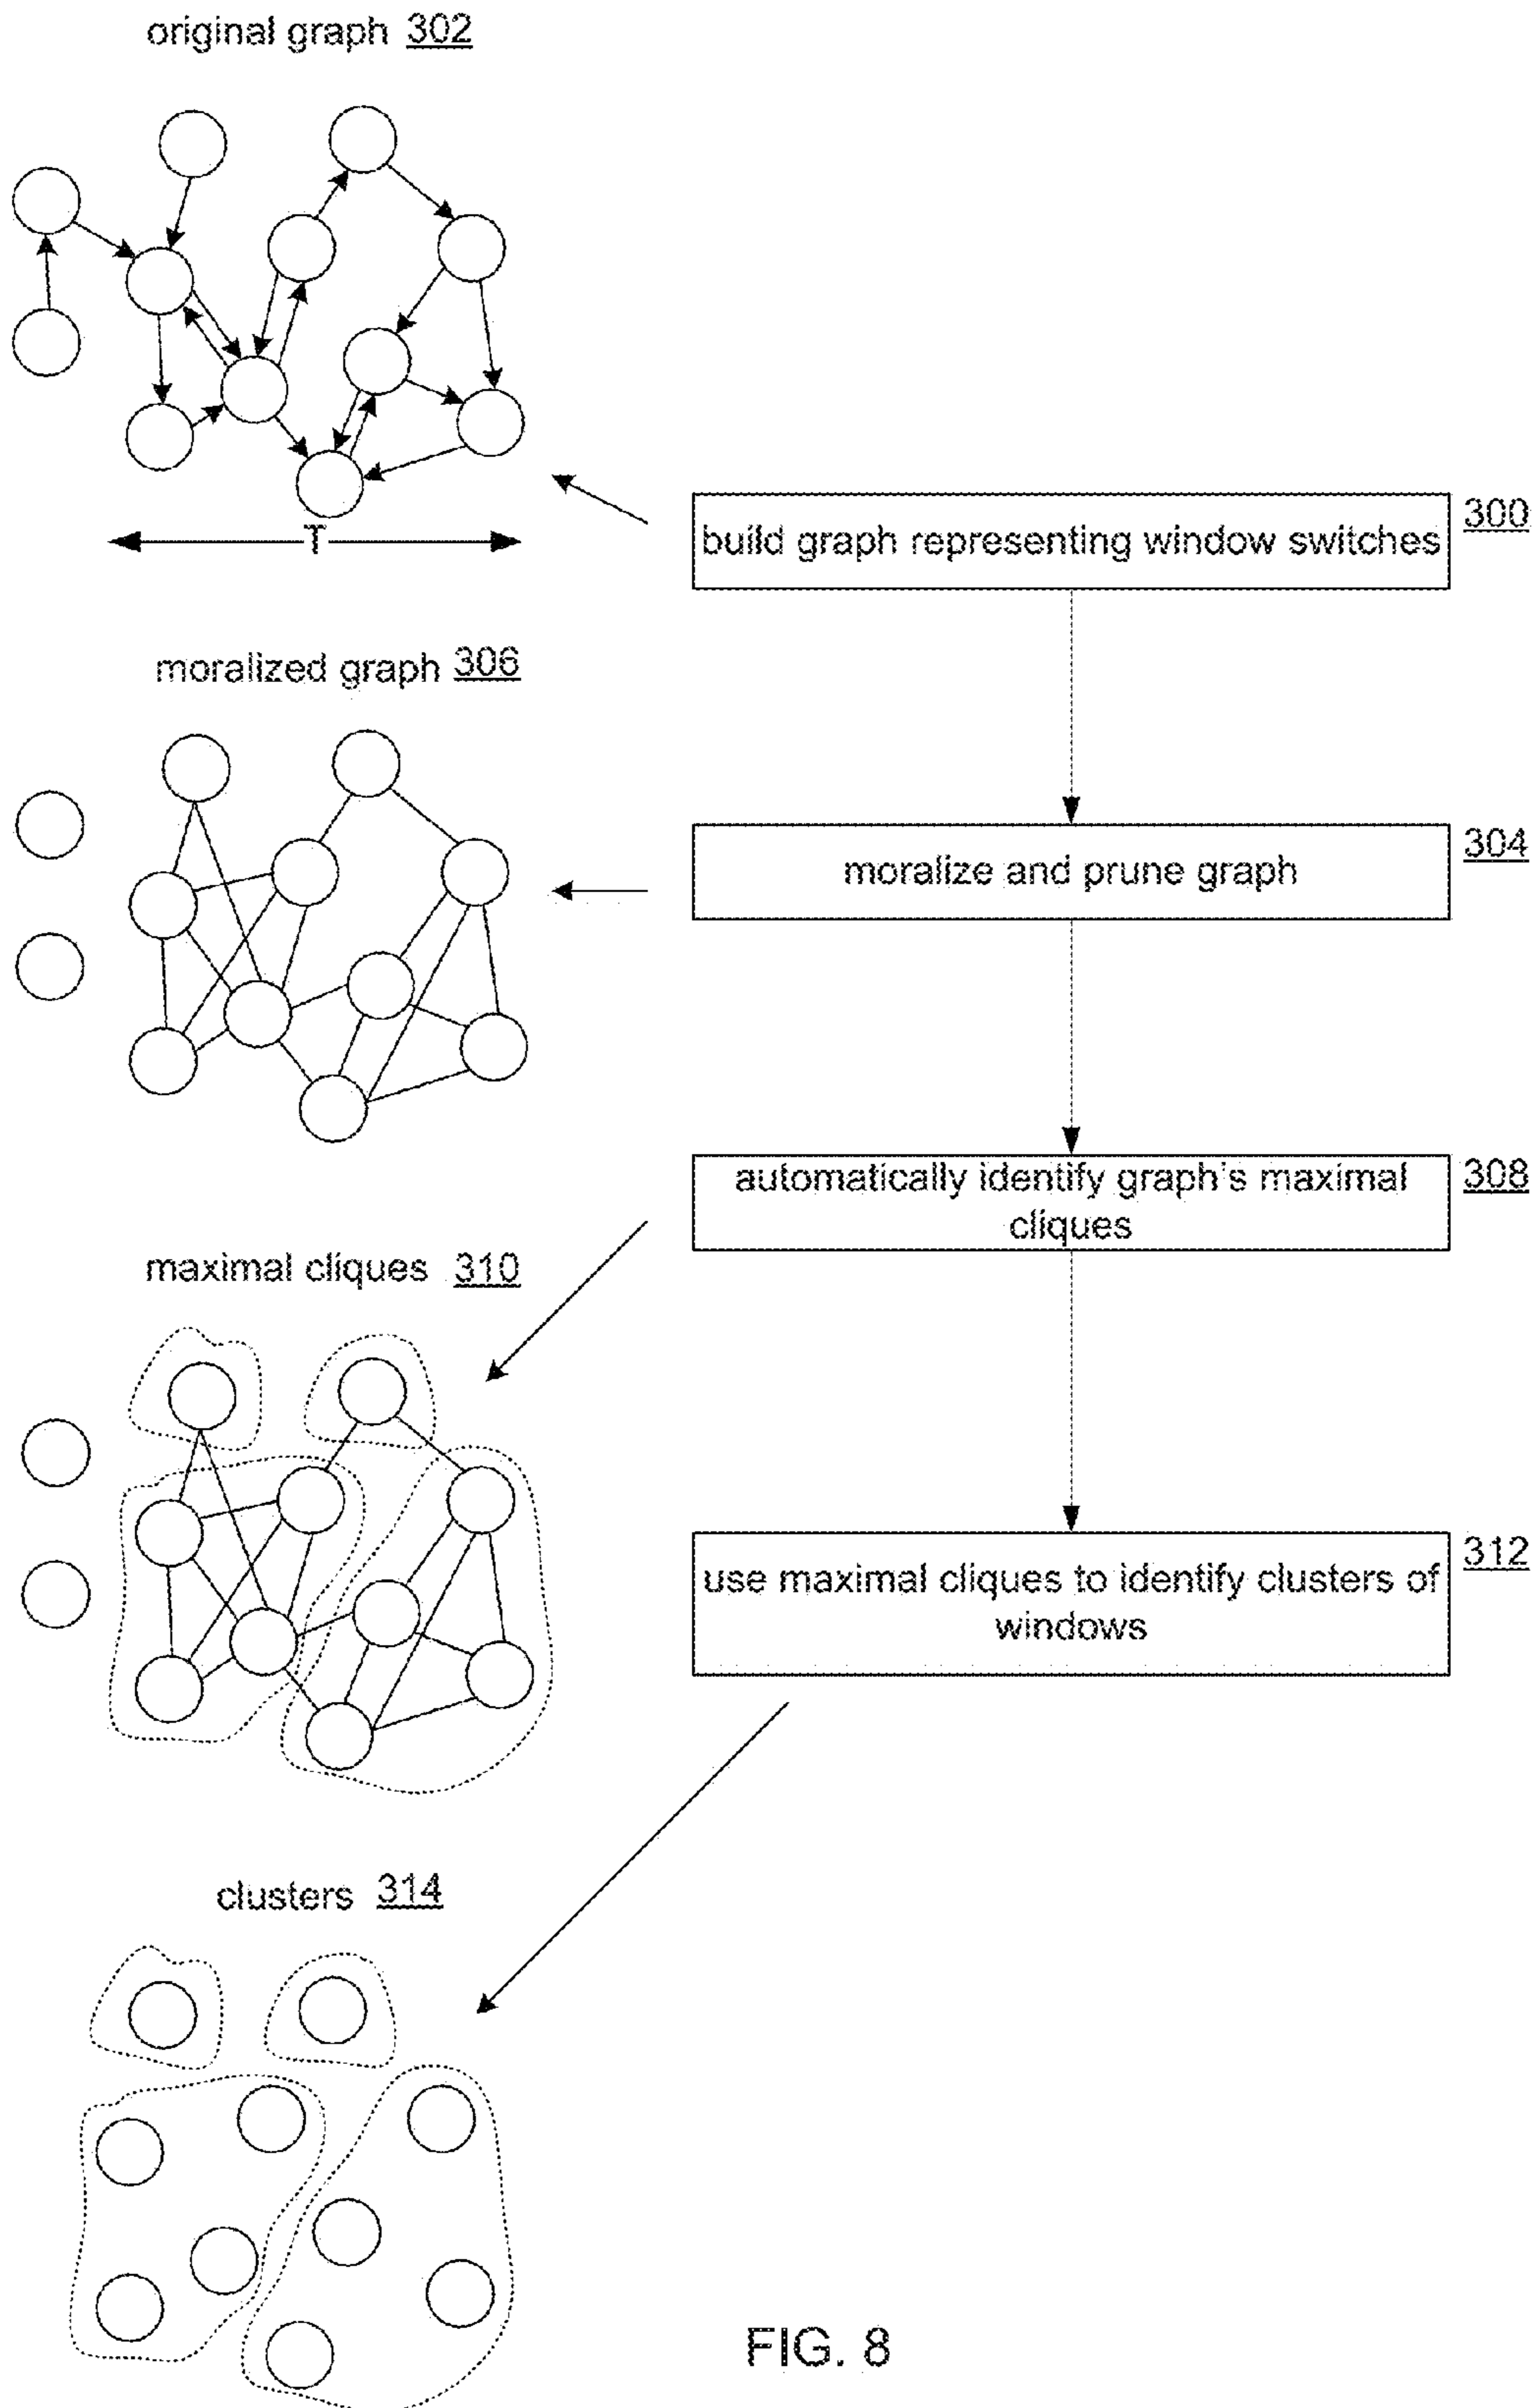 original graph 302
T
build graph representing window switches
300
moralized graph 306
moralize and prune graph
304
automatically identify graph's maximal
cliques
308
maximal cliques 310
use maximal cliques to identify clusters of
windows
312
clusters 314
FIG. 8